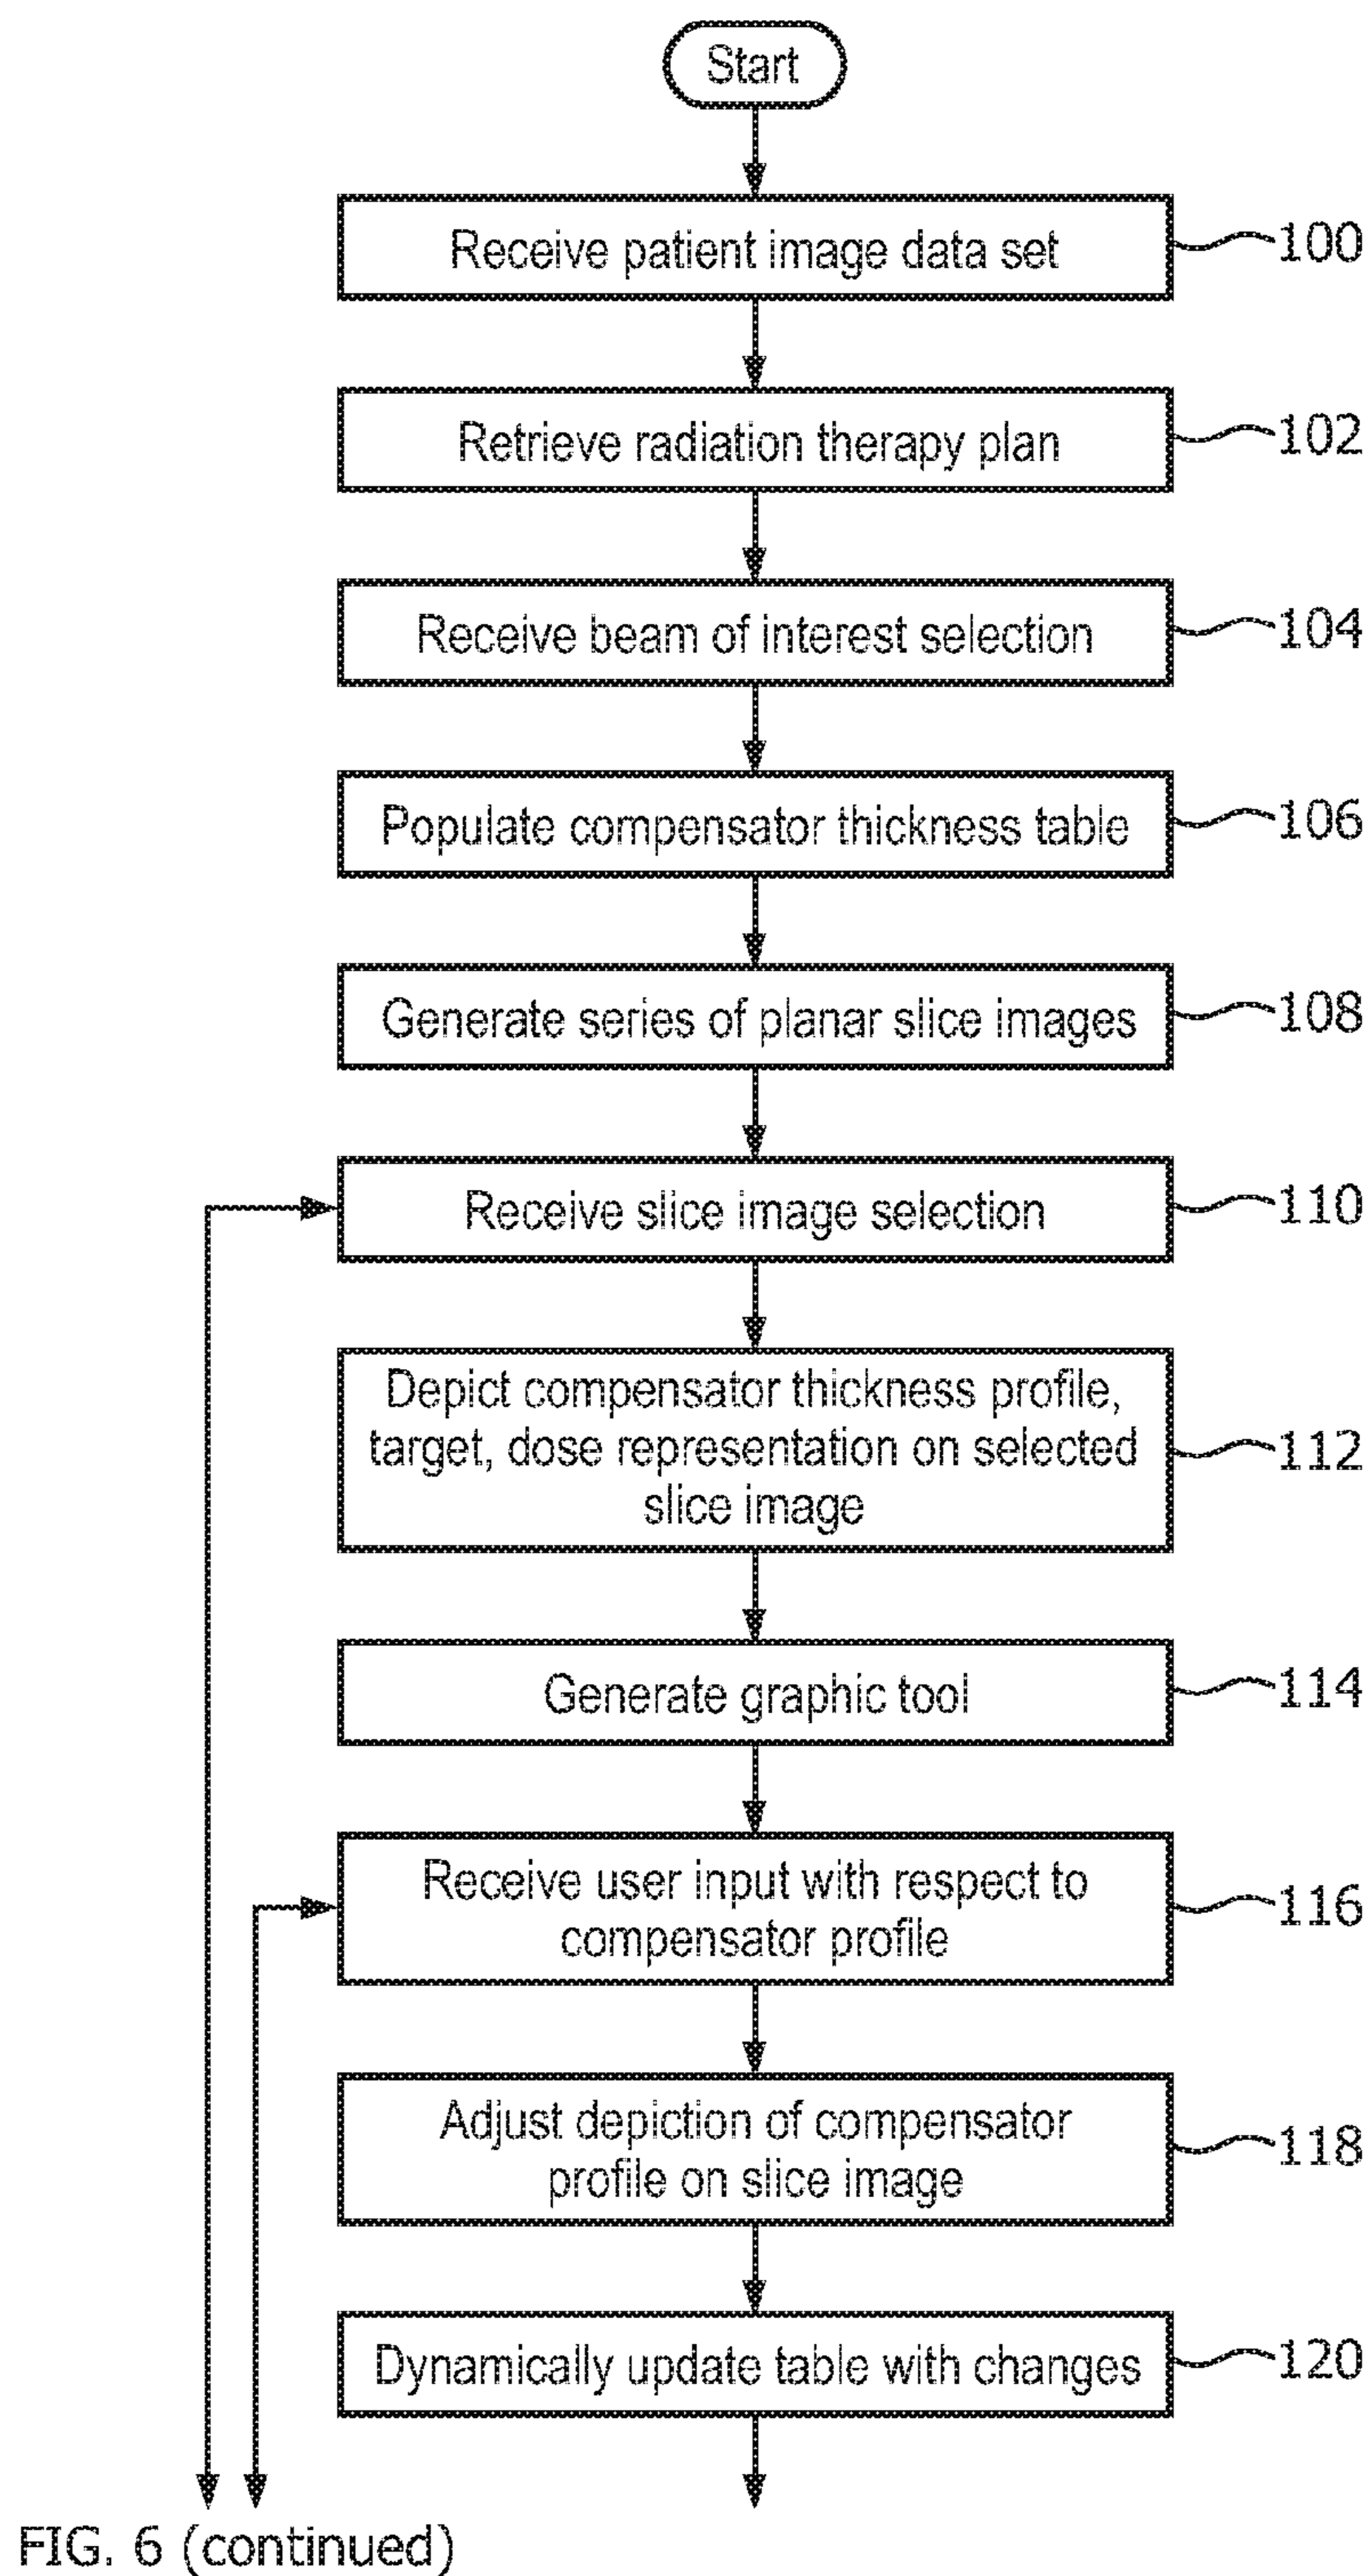 Start
Receive patient image data set
100
Retrieve radiation therapy plan
102
Receive beam of interest selection
104
Populate compensator thickness table
106
Generate series of planar slice images
108
Receive slice image selection
110
Depict compensator thickness profile,
target, dose representation on selected
slice image
112
Generate graphic tool
114
Receive user input with respect to
compensator profile
116
Adjust depiction of compensator
profile on slice image
118
Dynamically update table with changes
120
FIG. 6 (continued)